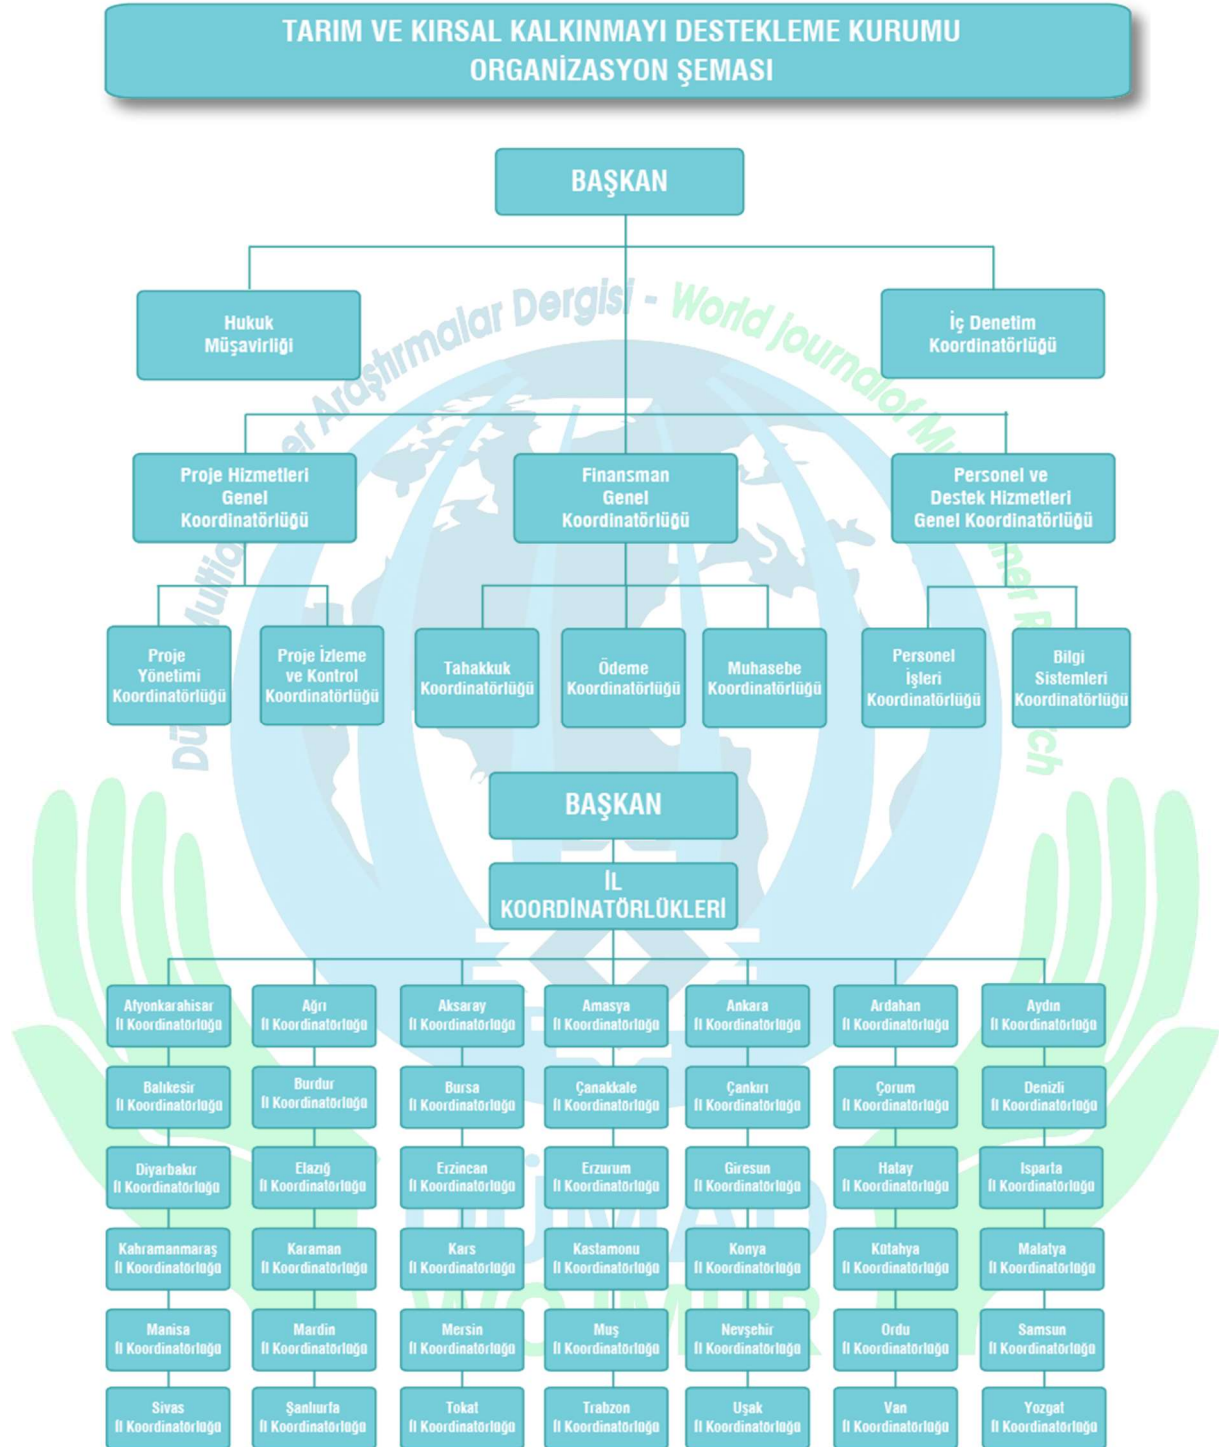 TARIM VE KIRSAL KALKINMAYI DESTEKLEME KURUMU
ORGANİZASYON ŞEMASI
BAŞKAN
Hukuk
Müşavirliği
İç Denetim
Koordinatörlüğü
Araştırmalar Dergisi - World journal of
Proje Hizmetleri
Genel
Koordinatörlüğü
Finansman
Genel
Koordinatörlüğü
Personel ve
Destek Hizmetleri
Genel Koordinatörlüğü
Proje
Yönetimi
Koordinatörlüğü
Proje İzleme
ve Kontrol
Koordinatörlüğü
Tahakkuk
Koordinatörlüğü
Ödeme
Koordinatörlüğü
Muhasebe
Koordinatörlüğü
Personel
İşleri
Koordinatörlüğü
Bilgi
Sistemleri
Koordinatörlüğü
BAŞKAN
İL
KOORDİNATÖRLÜKLERİ
Afyonkarahisar
İl Koordinatörlüğü
Ağrı
İl Koordinatörlüğü
Aksaray
İl Koordinatörlüğü
Amasya
İl Koordinatörlüğü
Ankara
İl Koordinatörlüğü
Ardahan
İl Koordinatörlüğü
Aydın
İl Koordinatörlüğü
Balıkesir
İl Koordinatörlüğü
Burdur
İl Koordinatörlüğü
Bursa
İl Koordinatörlüğü
Çanakkale
İl Koordinatörlüğü
Çankırı
İl Koordinatörlüğü
Çorum
İl Koordinatörlüğü
Denizli
İl Koordinatörlüğü
Diyarbakır
İl Koordinatörlüğü
Elazığ
İl Koordinatörlüğü
Erzincan
İl Koordinatörlüğü
Erzurum
İl Koordinatörlüğü
Giresun
İl Koordinatörlüğü
Hatay
İl Koordinatörlüğü
Isparta
İl Koordinatörlüğü
DÜMAD
Kahramanmaraş
İl Koordinatörlüğü
Karaman
İl Koordinatörlüğü
Kars
İl Koordinatörlüğü
Kastamonu
İl Koordinatörlüğü
Konya
İl Koordinatörlüğü
Kütahya
İl Koordinatörlüğü
Malatya
İl Koordinatörlüğü
WOJMUR
Manisa
İl Koordinatörlüğü
Mardin
İl Koordinatörlüğü
Mersin
İl Koordinatörlüğü
Muş
İl Koordinatörlüğü
Nevşehir
İl Koordinatörlüğü
Ordu
İl Koordinatörlüğü
Samsun
İl Koordinatörlüğü
Sivas
İl Koordinatörlüğü
Şanlıurfa
İl Koordinatörlüğü
Tokat
İl Koordinatörlüğü
Trabzon
İl Koordinatörlüğü
Uşak
İl Koordinatörlüğü
Van
İl Koordinatörlüğü
Yozgat
İl Koordinatörlüğü